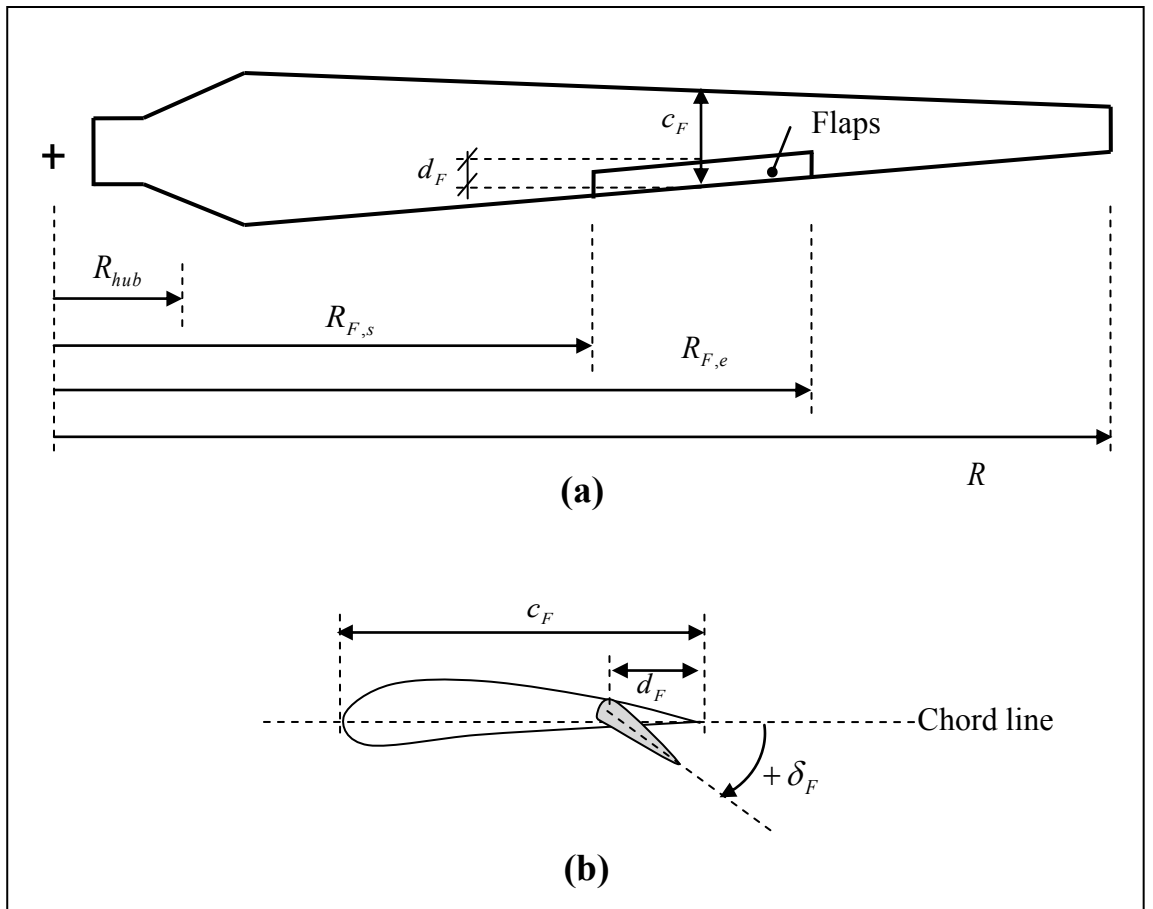 c_F
Flaps
d_F
R_hub
R_F,s
R_F,e
R
(a)
c_F
d_F
Chord line
+ δ_F
(b)